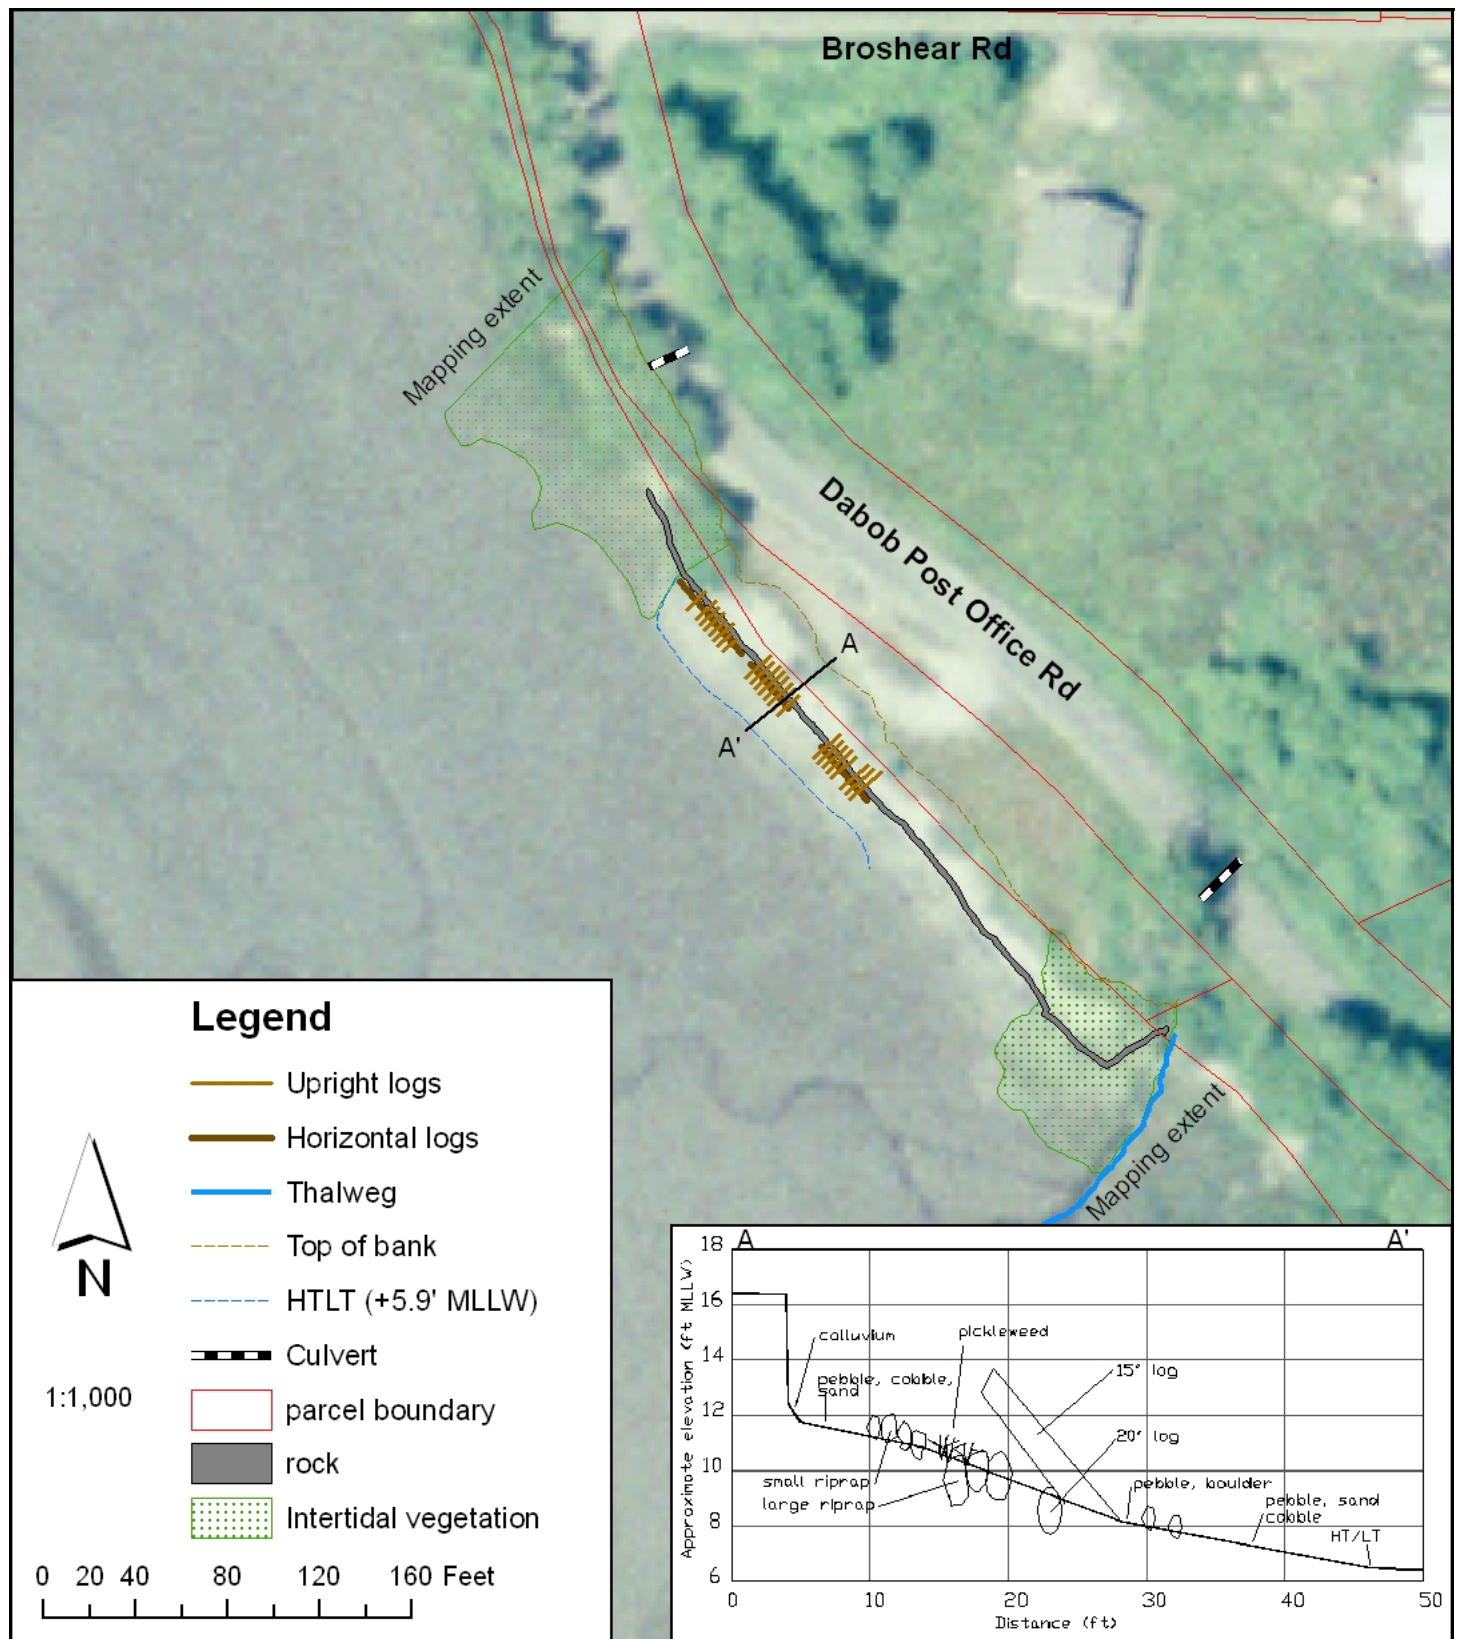 Broshear Rd
Mapping extent
Dabob Post Office Rd
A
A'
Mapping extent
Legend
Upright logs
Horizontal logs
Thalweg
Top of bank
HTLT (+5.9' MLLW)
Culvert
parcel boundary
rock
Intertidal vegetation
N
1:1,000
0 20 40 80 120 160 Feet
A A'
Approximate elevation (ft MLLW)
18
16
14
12
10
8
6
calluvium
pickleweed
pebble, cobble,
sand
15° log
20° log
small riprap
large riprap
pebble, boulder
pebble, sand
cobble
HT/LT
0 10 20 30 40 50
Distance (ft)